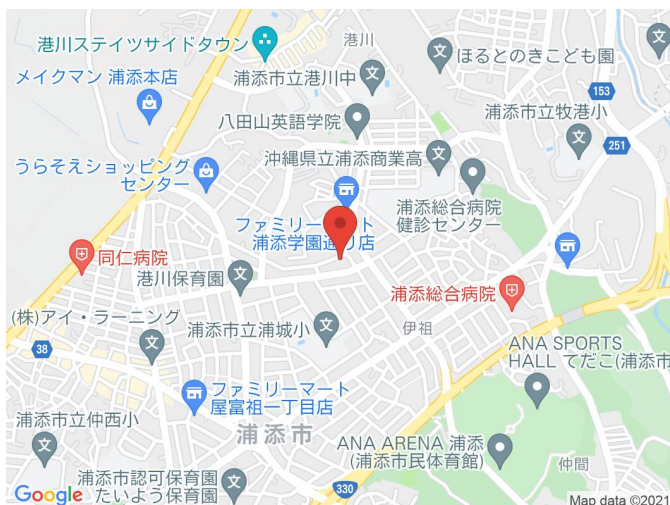 港川ステイツサイドタウン
港川
ほるとのきこども園
メイクマン 浦添本店
浦添市立港川中
153
浦添市立牧港小
八田山英語学院
251
沖縄県立浦添商業高
うらそえショッピング
センター
浦添総合病院
健診センター
ファミリーマート
浦添学園通り店
同仁病院
港川保育園
浦添総合病院
(株)アイ・ラーニング
浦添市立浦城小
伊祖
38
ANA SPORTS
HALL てだこ(浦添市
ファミリーマート
屋富祖一丁目店
浦添市立仲西小
浦添市
ANA ARENA 浦添
(浦添市民体育館)
仲間
浦添市認可保育園
たいよう保育園
330
Google
Map data ©2021